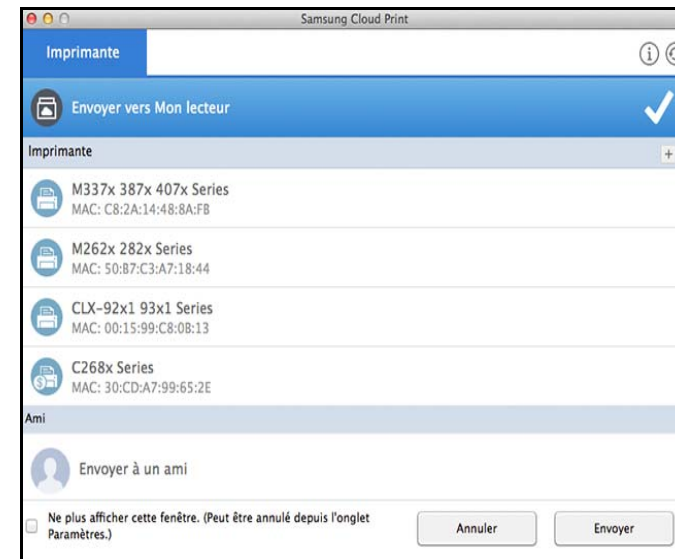 Samsung Cloud Print
Imprimante
Envoyer vers Mon lecteur
Imprimante
+
M337x 387x 407x Series
MAC: C8:2A:14:48:8A:FB
M262x 282x Series
MAC: 50:B7:C3:A7:18:44
CLX-92x1 93x1 Series
MAC: 00:15:99:C8:0B:13
C268x Series
MAC: 30:CD:A7:99:65:2E
Ami
Envoyer à un ami
Ne plus afficher cette fenêtre. (Peut être annulé depuis l'onglet
Paramètres.)
Annuler
Envoyer